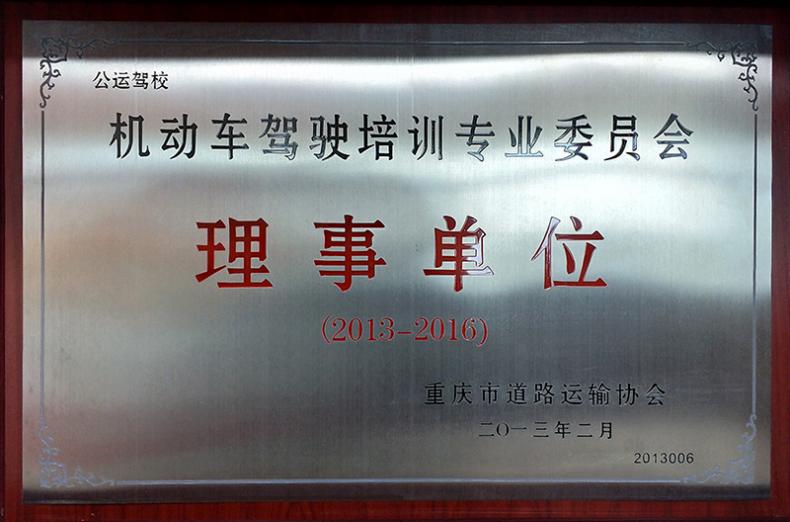 公运驾校
机动车驾驶培训专业委员会
理事单位
(2013-2016)
重庆市道路运输协会
二O一三年二月
2013006